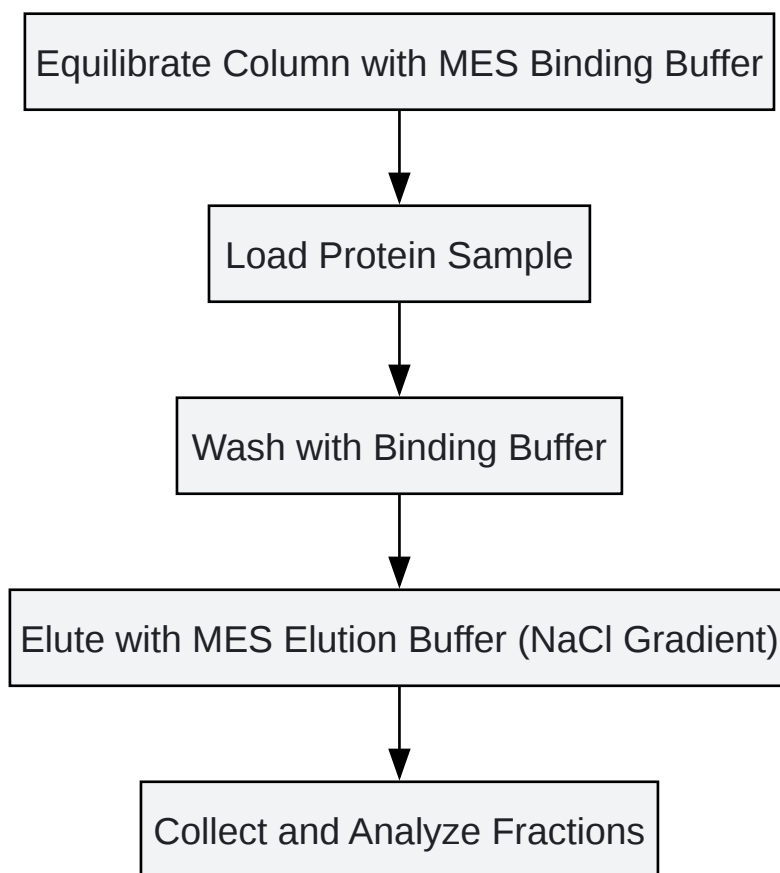 Equilibrate Column with MES Binding Buffer
Load Protein Sample
Wash with Binding Buffer
Elute with MES Elution Buffer (NaCl Gradient)
Collect and Analyze Fractions